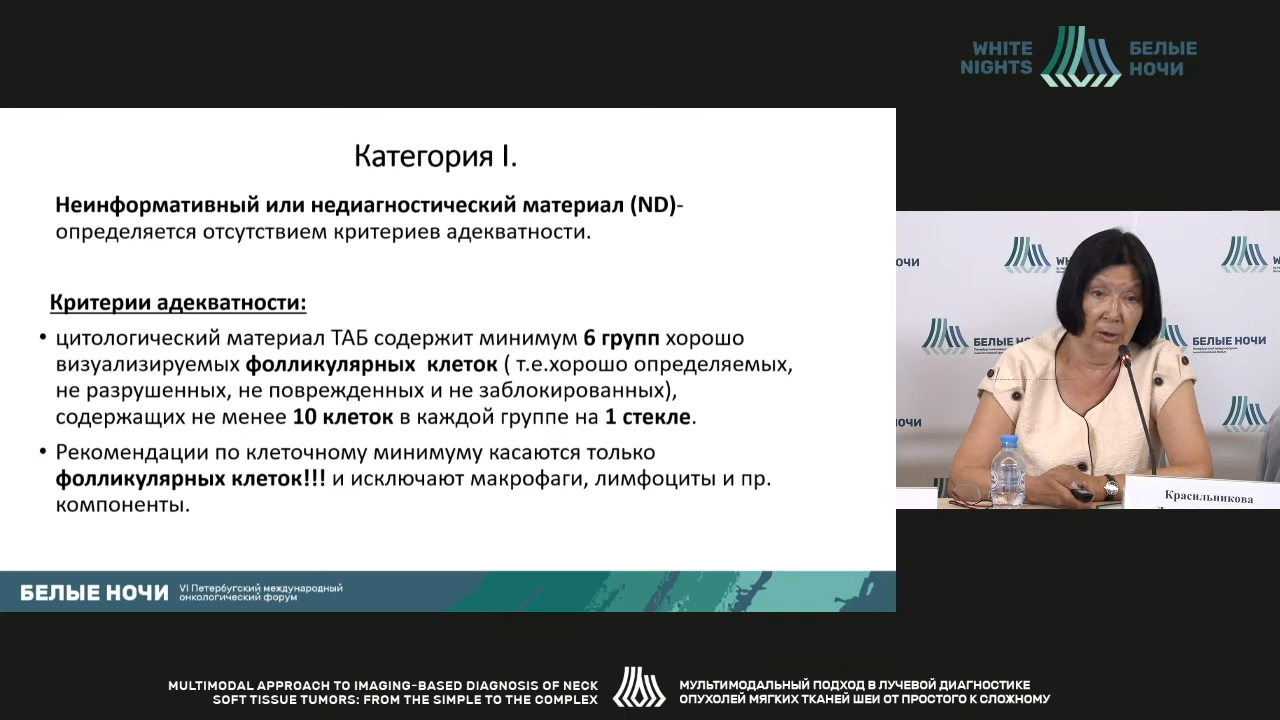 WHITE
NIGHTS
БЕЛЫЕ
НОЧИ
Категория I.
Неинформативный или недиагностический материал (ND)-
определяется отсутствием критериев адекватности.
Критерии адекватности:
• цитологический материал ТАБ содержит минимум 6 групп хорошо
визуализируемых фолликулярных клеток ( т.е.хорошо определяемых,
не разрушенных, не поврежденных и не заблокированных),
содержащих не менее 10 клеток в каждой группе на 1 стекле.
• Рекомендации по клеточному минимуму касаются только
фолликулярных клеток!!! и исключают макрофаги, лимфоциты и пр.
компоненты.
БЕЛЫЕ НОЧИ
VI Петербургский международный
онкологический форум
НОЧИ
БЕЛЫЕ
БЕЛЫЕ НОЧИ
НОЧИ
Красильникова
MULTIMODAL APPROACH TO IMAGING-BASED DIAGNOSIS OF NECK
SOFT TISSUE TUMORS: FROM THE SIMPLE TO THE COMPLEX
МУЛЬТИМОДАЛЬНЫЙ ПОДХОД В ЛУЧЕВОЙ ДИАГНОСТИКЕ
ОПУХОЛЕЙ МЯГКИХ ТКАНЕЙ ШЕИ ОТ ПРОСТОГО К СЛОЖНОМУ